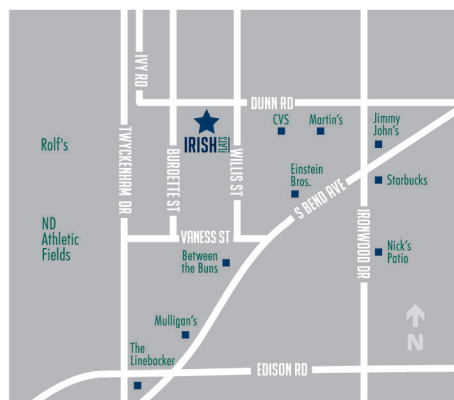 IVY RD
DUNN RD
CVS
Martin's
Jimmy
John's
Rolf's
TWYCKENHAM DR
BURDETTE ST
IRISH
FLATS
WILLIS ST
Einstein
Bros.
S BEND AVE
Starbucks
IRONWOOD DR
ND
Athletic
Fields
VANESS ST
Between
the Buns
Nick's
Patio
Mulligan's
N
The
Linebacker
EDISON RD